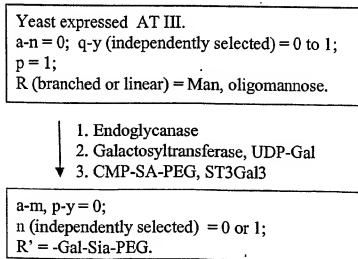 Yeast expressed AT III.
a-n = 0; q-y (independently selected) = 0 to 1;
p = 1;
R (branched or linear) = Man, oligomannose.
1. Endoglycanase
2. Galactosyltransferase, UDP-Gal
3. CMP-SA-PEG, ST3Gal3
a-m, p-y = 0;
n (independently selected) = 0 or 1;
R' = -Gal-Sia-PEG.